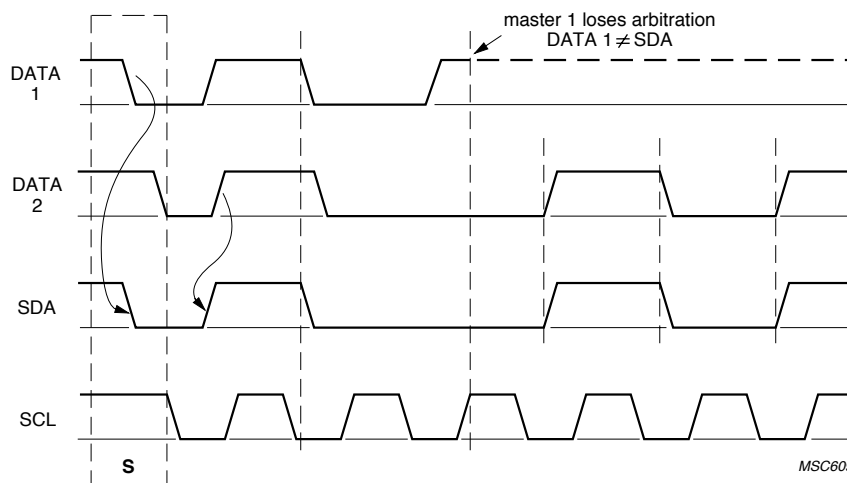 master 1 loses arbitration
DATA 1 ≠ SDA
DATA
1
DATA
2
SDA
SCL
S